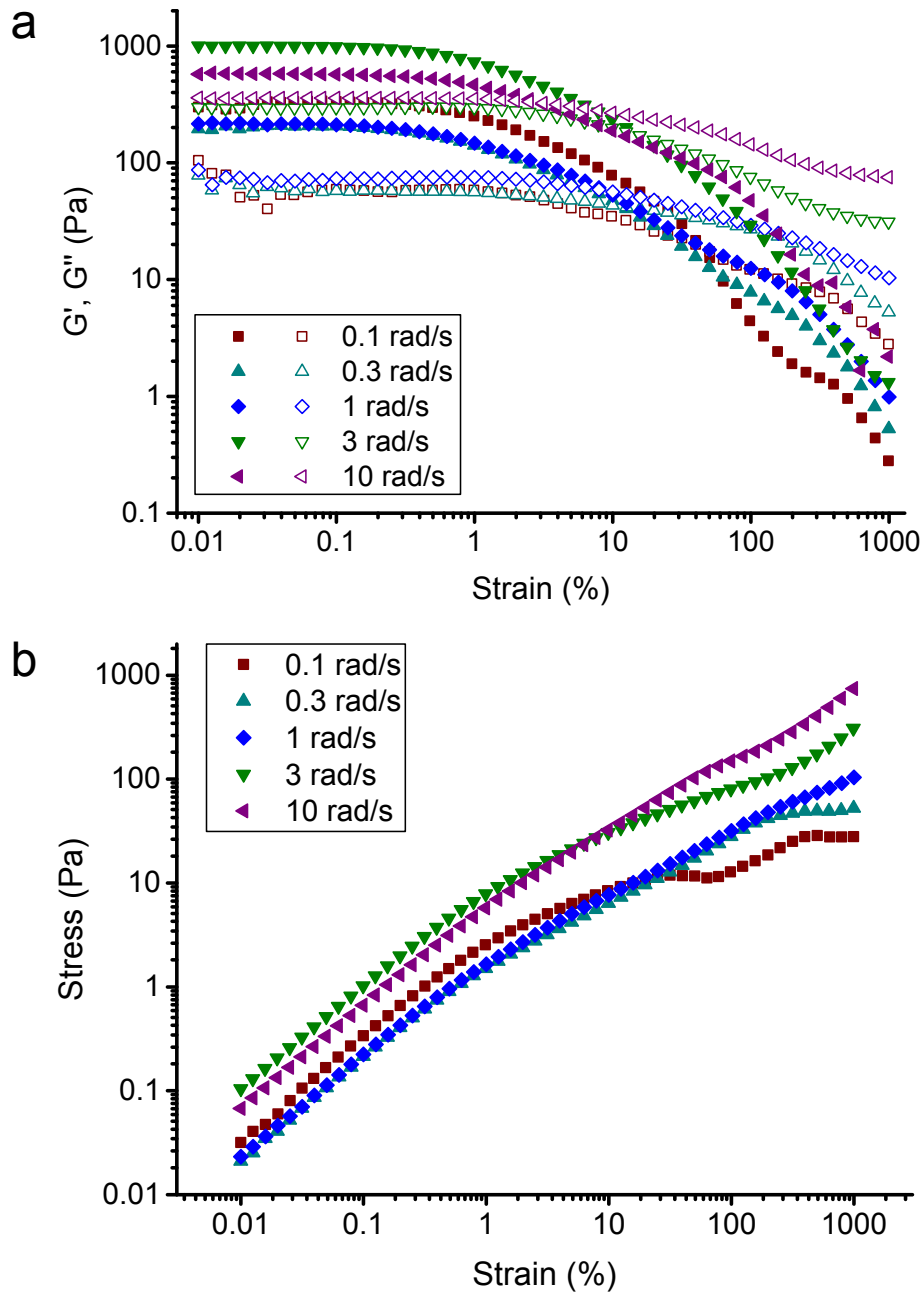 a
1000
100
10
1
0.1
G', G" (Pa)
0.1 rad/s
0.3 rad/s
1 rad/s
3 rad/s
10 rad/s
0.01 0.1 1 10 100 1000
Strain (%)
b
1000
100
10
1
0.1
0.01
Stress (Pa)
0.1 rad/s
0.3 rad/s
1 rad/s
3 rad/s
10 rad/s
0.01 0.1 1 10 100 1000
Strain (%)